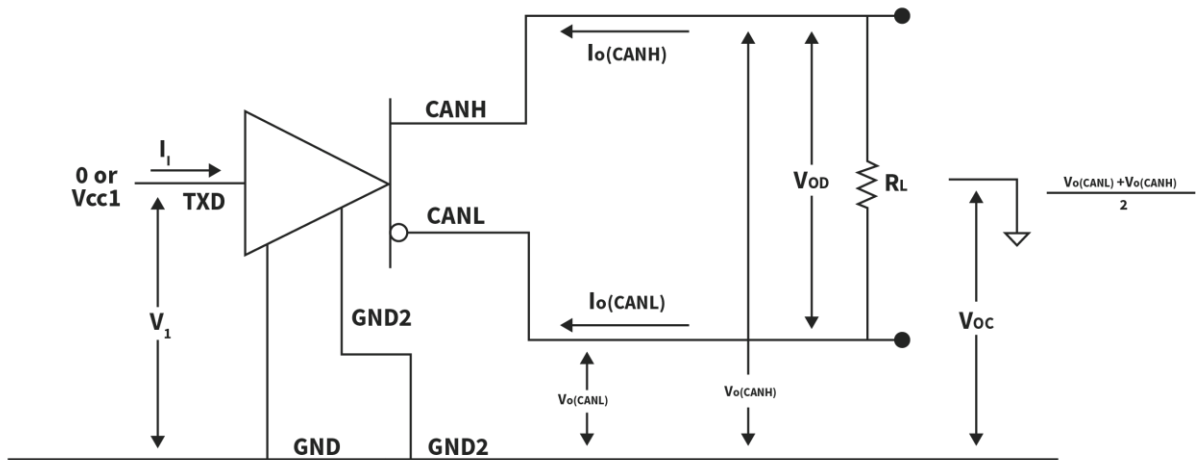 Io(CANH)
CANH
II
0 or
Vcc1
TXD
VOD
RL
Vo(CANL) +Vo(CANH)
2
CANL
Io(CANL)
GND2
V1
VOC
Vo(CANL)
Vo(CANH)
GND
GND2